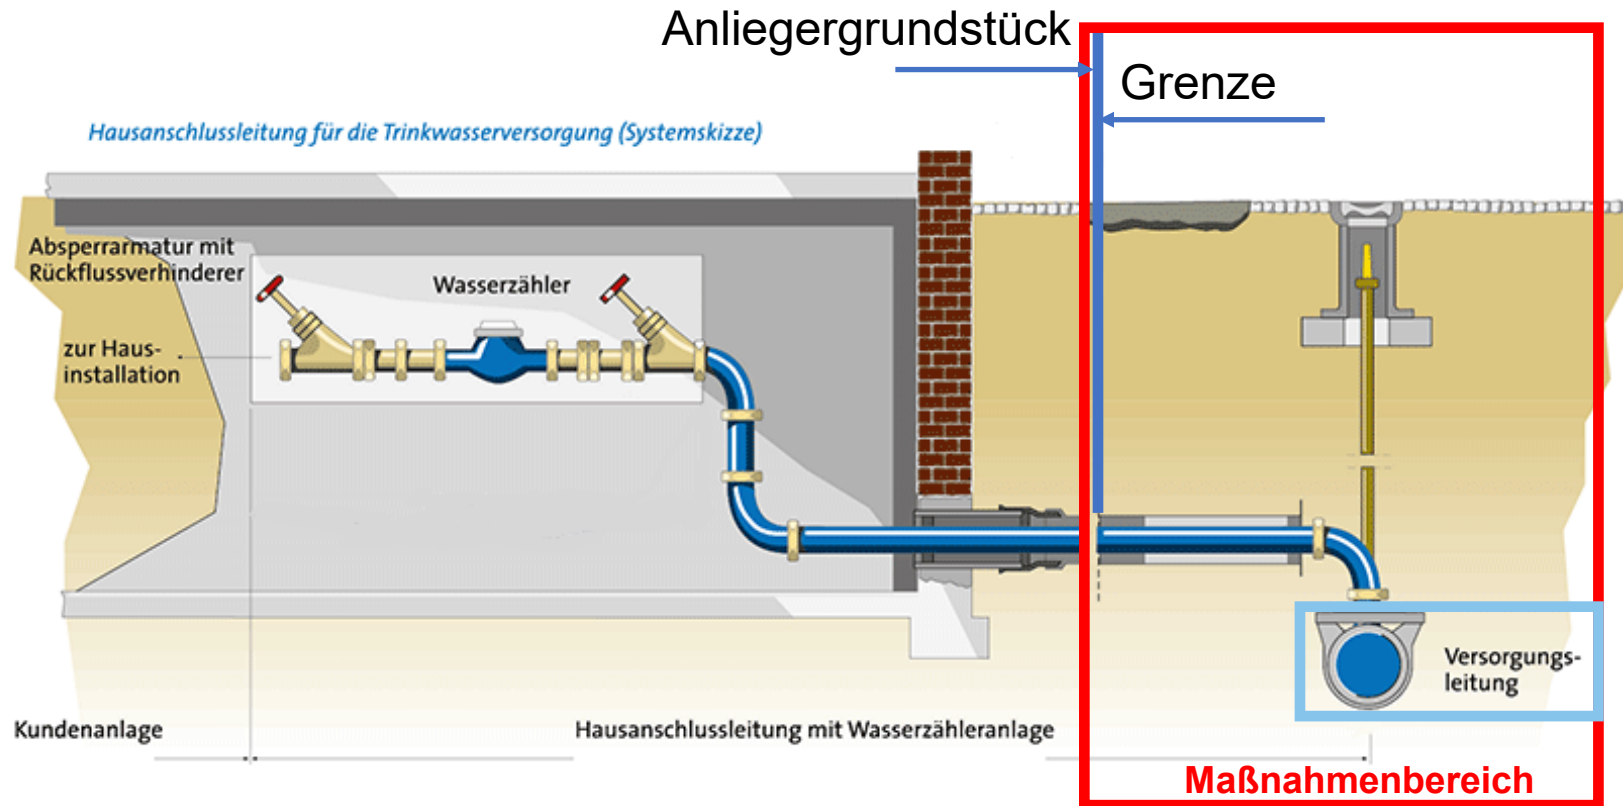 Anliegergrundstück
Grenze
Hausanschlussleitung für die Trinkwasserversorgung (Systemskizze)
Absperrarmatur mit
Rückflussverhinderer
Wasserzähler
zur Haus-
installation
Versorgungs-
leitung
Kundenanlage
Hausanschlussleitung mit Wasserzähleranlage
Maßnahmenbereich